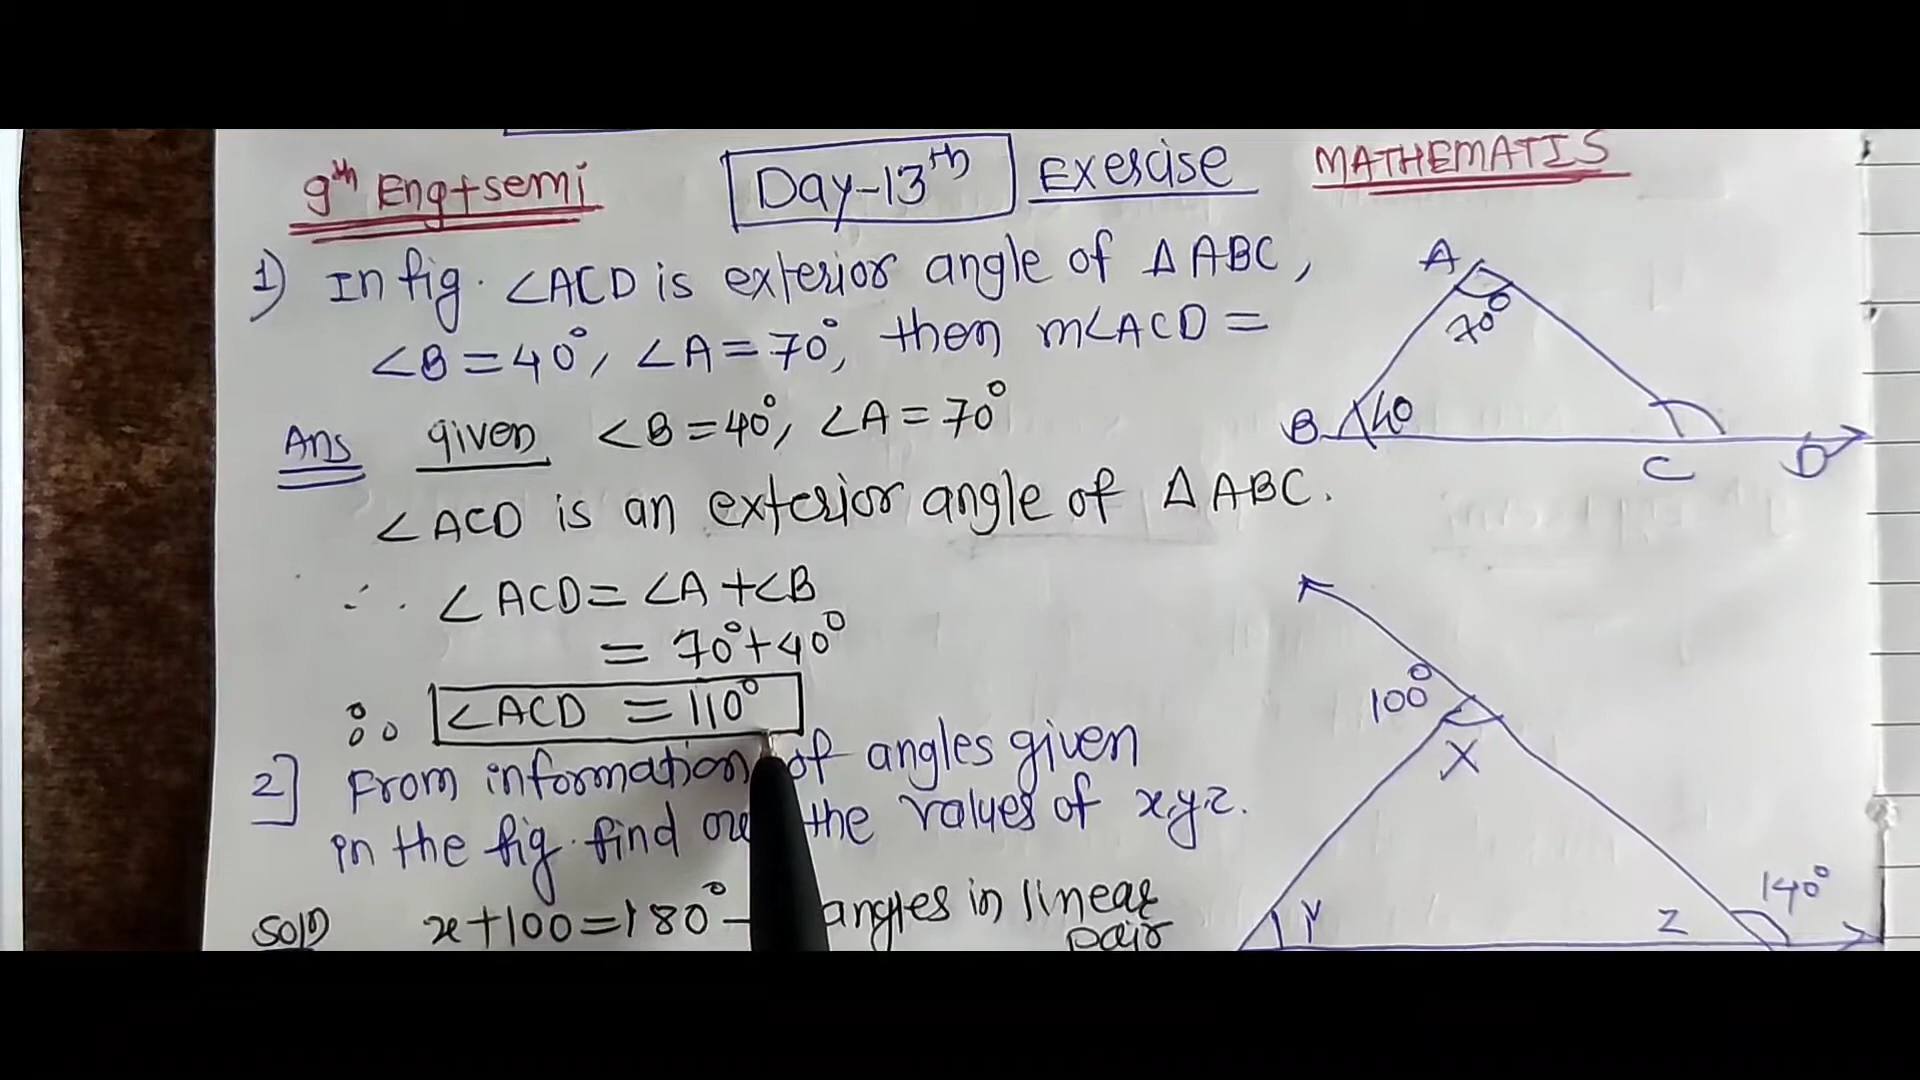 9th Eng+semi
Day-13th Exercise
MATHEMATIS
1) In fig. ∠ACD is exterior angle of △ABC,
∠B=40°, ∠A=70°, then m∠ACD=
Ans given ∠B=40°, ∠A=70°
∠ACD is an exterior angle of △ABC.
∴ ∠ACD=∠A+∠B
=70°+40°
∴ ∠ACD =110°
2] From information of angles given
in the fig. find the values of x,y,z.
Soln x+100=180°- angles in linear
pair
A
70°
B
40
C
D
100°
X
140°
Y
Z